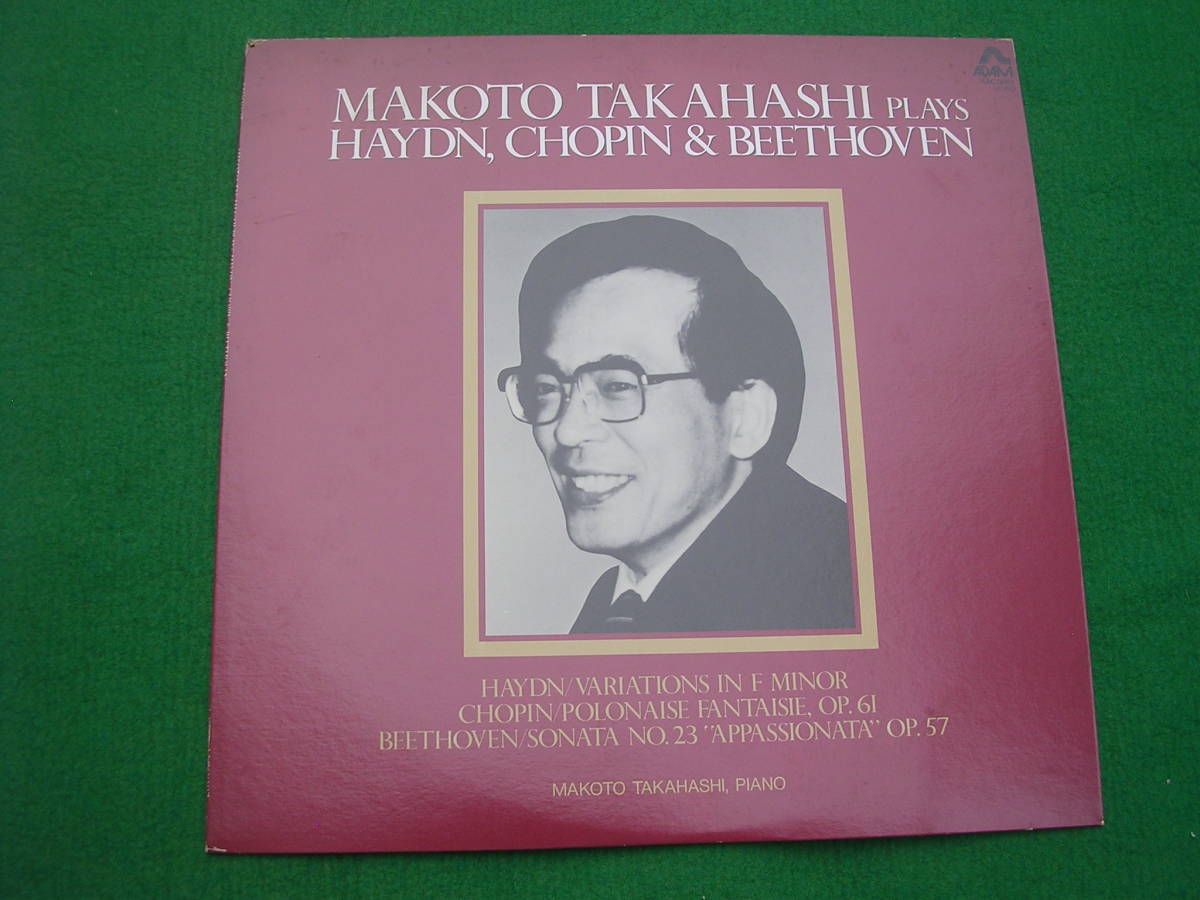 ADAM
MAKOTO TAKAHASHI PLAYS
HAYDN, CHOPIN & BEETHOVEN
HAYDN/VARIATIONS IN F MINOR
CHOPIN/POLONAISE FANTAISIE, OP. 61
BEETHOVEN/SONATA NO. 23 "APPASSIONATA" OP. 57
MAKOTO TAKAHASHI, PIANO